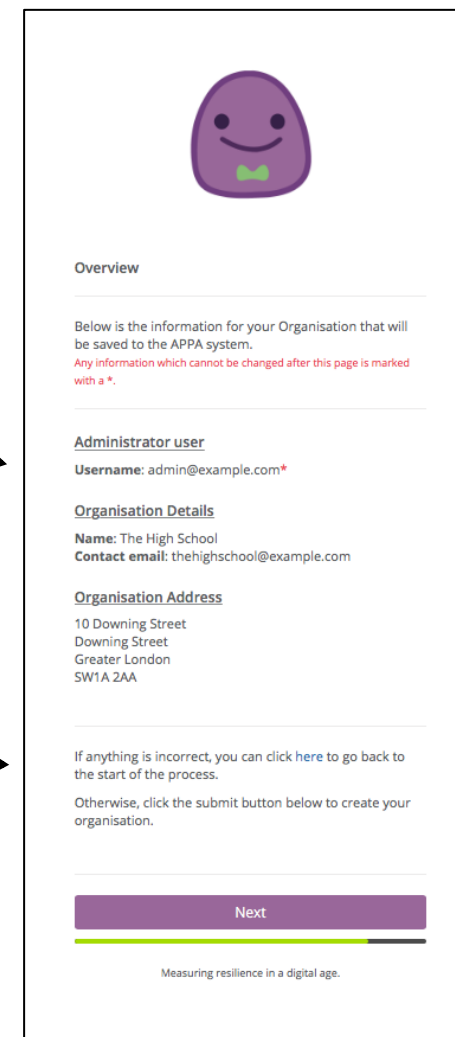 Overview
Below is the information for your Organisation that will
be saved to the APPA system.
Any information which cannot be changed after this page is marked
with a *.
Administrator user
Username: admin@example.com*
Organisation Details
Name: The High School
Contact email: thehighschool@example.com
Organisation Address
10 Downing Street
Downing Street
Greater London
SW1A 2AA
If anything is incorrect, you can click here to go back to
the start of the process.
Otherwise, click the submit button below to create your
organisation.
Next
Measuring resilience in a digital age.